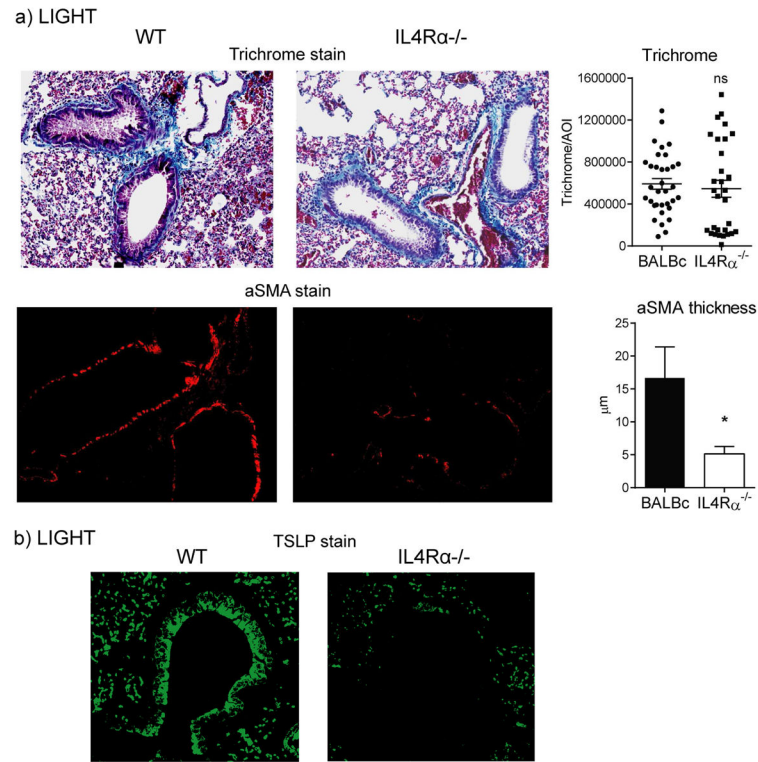 a) LIGHT
WT
IL4Rα-/-
Trichrome stain
Trichrome
ns
Trichrome/AOI
1600000
1200000
800000
400000
0
BALBc
IL4Rα-/-
aSMA stain
aSMA thickness
µm
25
20
15
10
5
0
*
BALBc
IL4Rα-/-
b) LIGHT
TSLP stain
WT
IL4Rα-/-